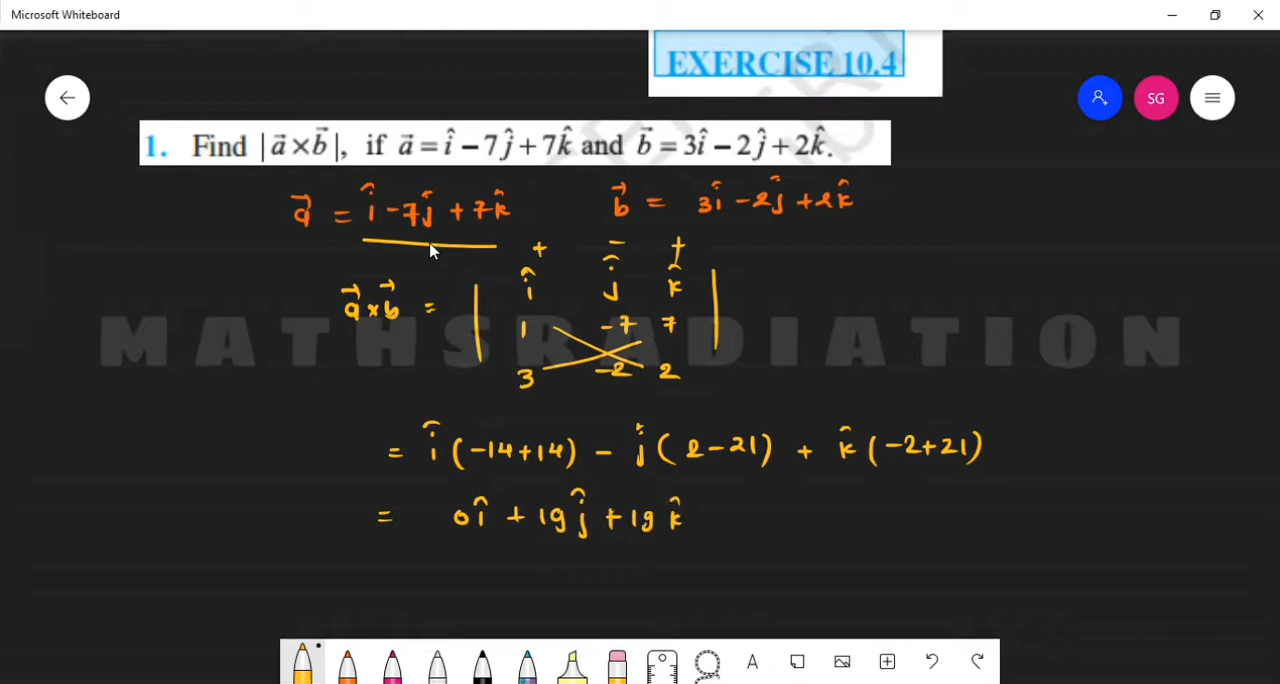 Microsoft Whiteboard
EXERCISE 10.4
SG
1. Find |a⃗ × b⃗|, if a⃗ = î − 7ĵ + 7k̂ and b⃗ = 3î − 2ĵ + 2k̂.
a⃗ = î - 7ĵ + 7k̂ b⃗ = 3î - 2ĵ + 2k̂
+ − +
î ĵ k̂
a⃗ × b⃗ = | 1 -7 7 |
3 -2 2
MATHSRADIATION
= î (-14+14) - ĵ (2-21) + k̂ (-2+21)
= 0î + 19ĵ + 19k̂
A